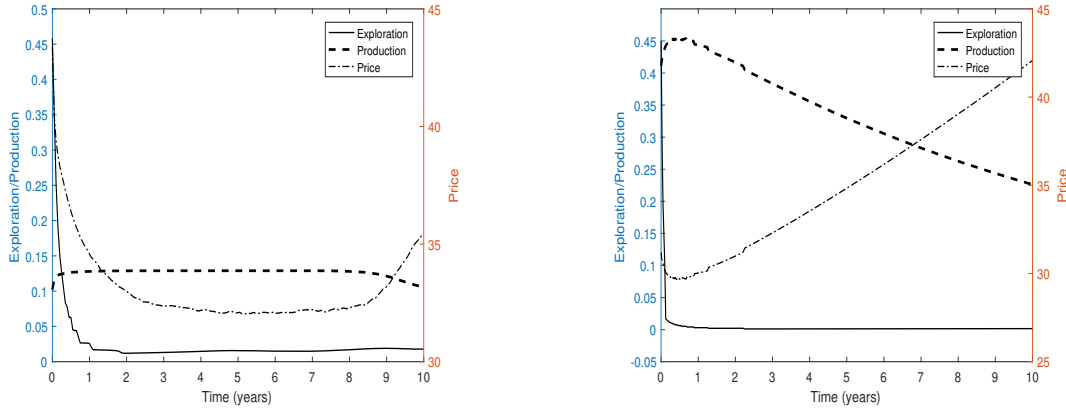 Exploration/Production
0.5
0.45
0.4
0.35
0.3
0.25
0.2
0.15
0.1
0.05
0
45
40
35
30
Price
Exploration
Production
Price
0 1 2 3 4 5 6 7 8 9 10
Time (years)
Exploration/Production
0.45
0.4
0.35
0.3
0.25
0.2
0.15
0.1
0.05
0
-0.05
45
40
35
30
25
Price
Exploration
Production
Price
0 1 2 3 4 5 6 7 8 9 10
Time (years)